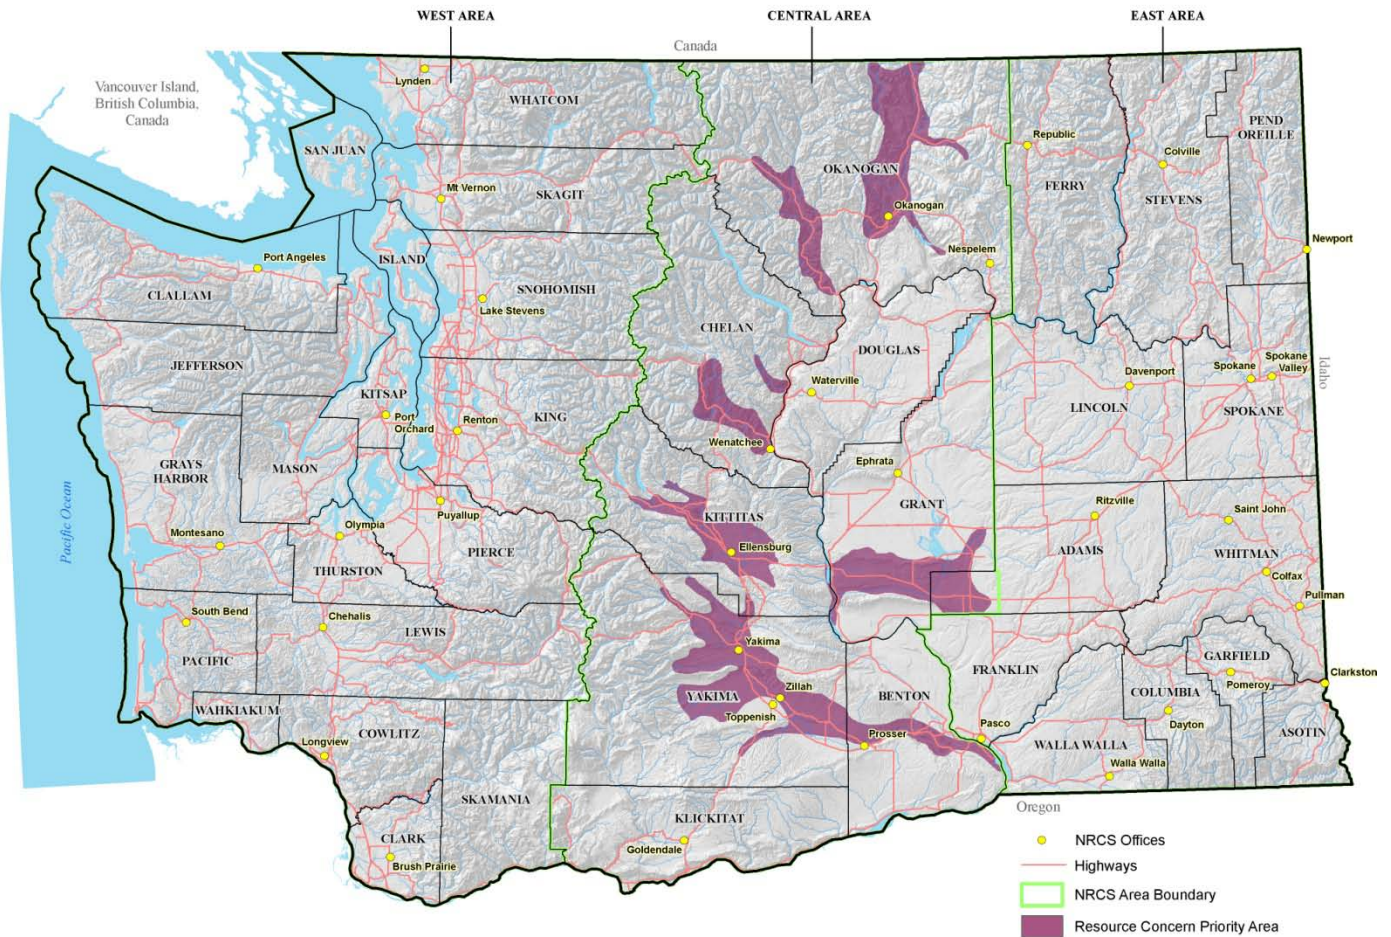 WEST AREA
CENTRAL AREA
EAST AREA
Canada
Vancouver Island,
British Columbia,
Canada
Lynden
WHATCOM
SAN JUAN
Mt Vernon
SKAGIT
OKANOGAN
Okanogan
Nespelem
Republic
FERRY
Colville
STEVENS
PEND
OREILLE
Newport
Port Angeles
CLALLAM
ISLAND
SNOHOMISH
Lake Stevens
JEFFERSON
CHELAN
DOUGLAS
Waterville
Davenport
LINCOLN
Spokane
Spokane
Valley
SPOKANE
Idaho
KITSAP
Port
Orchard
Renton
KING
Wenatchee
Ephrata
GRANT
GRAYS
HARBOR
MASON
Pacific Ocean
Puyallup
KITTITAS
Ellensburg
Ritzville
ADAMS
Saint John
WHITMAN
Colfax
Pullman
Montesano
Olympia
THURSTON
PIERCE
South Bend
Chehalis
LEWIS
PACIFIC
Yakima
YAKIMA
Zillah
Toppenish
BENTON
Prosser
FRANKLIN
Pasco
GARFIELD
Pomeroy
Clarkston
COLUMBIA
Dayton
ASOTIN
WALLA WALLA
Walla Walla
WAHKIAKUM
COWLITZ
Longview
SKAMANIA
CLARK
Brush Prairie
KLICKITAT
Goldendale
Oregon
NRCS Offices
Highways
NRCS Area Boundary
Resource Concern Priority Area